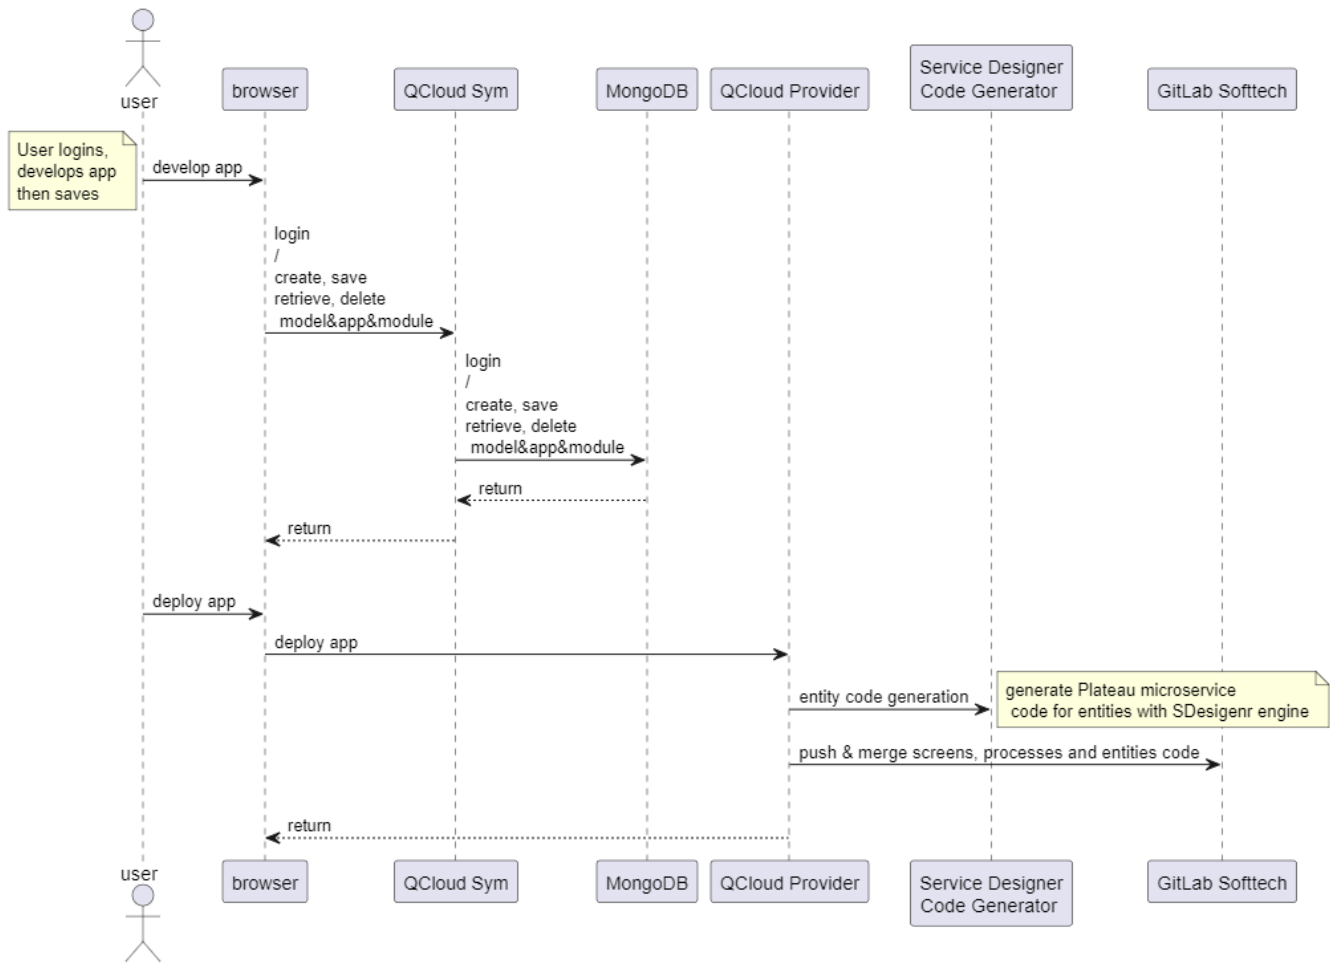 user
browser
QCloud Sym
MongoDB
QCloud Provider
Service Designer
Code Generator
GitLab Softtech
User logins,
develops app
then saves
develop app
login
/
create, save
retrieve, delete
model&app&module
login
/
create, save
retrieve, delete
model&app&module
return
return
deploy app
deploy app
entity code generation
generate Plateau microservice
code for entities with SDesigenr engine
push & merge screens, processes and entities code
return
user
browser
QCloud Sym
MongoDB
QCloud Provider
Service Designer
Code Generator
GitLab Softtech